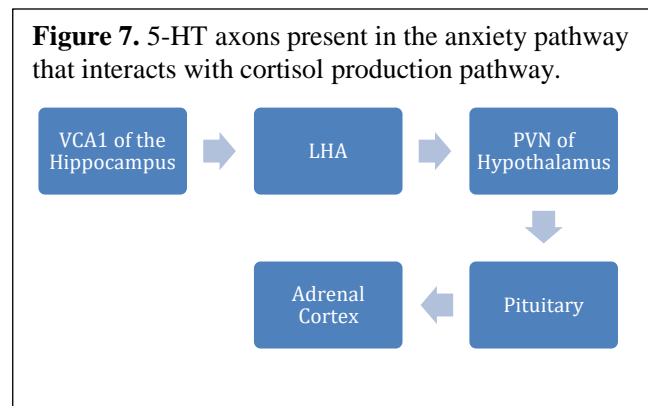 Figure 7. 5-HT axons present in the anxiety pathway
that interacts with cortisol production pathway.
VCA1 of the
Hippocampus
LHA
PVN of
Hypothalamus
Pituitary
Adrenal
Cortex